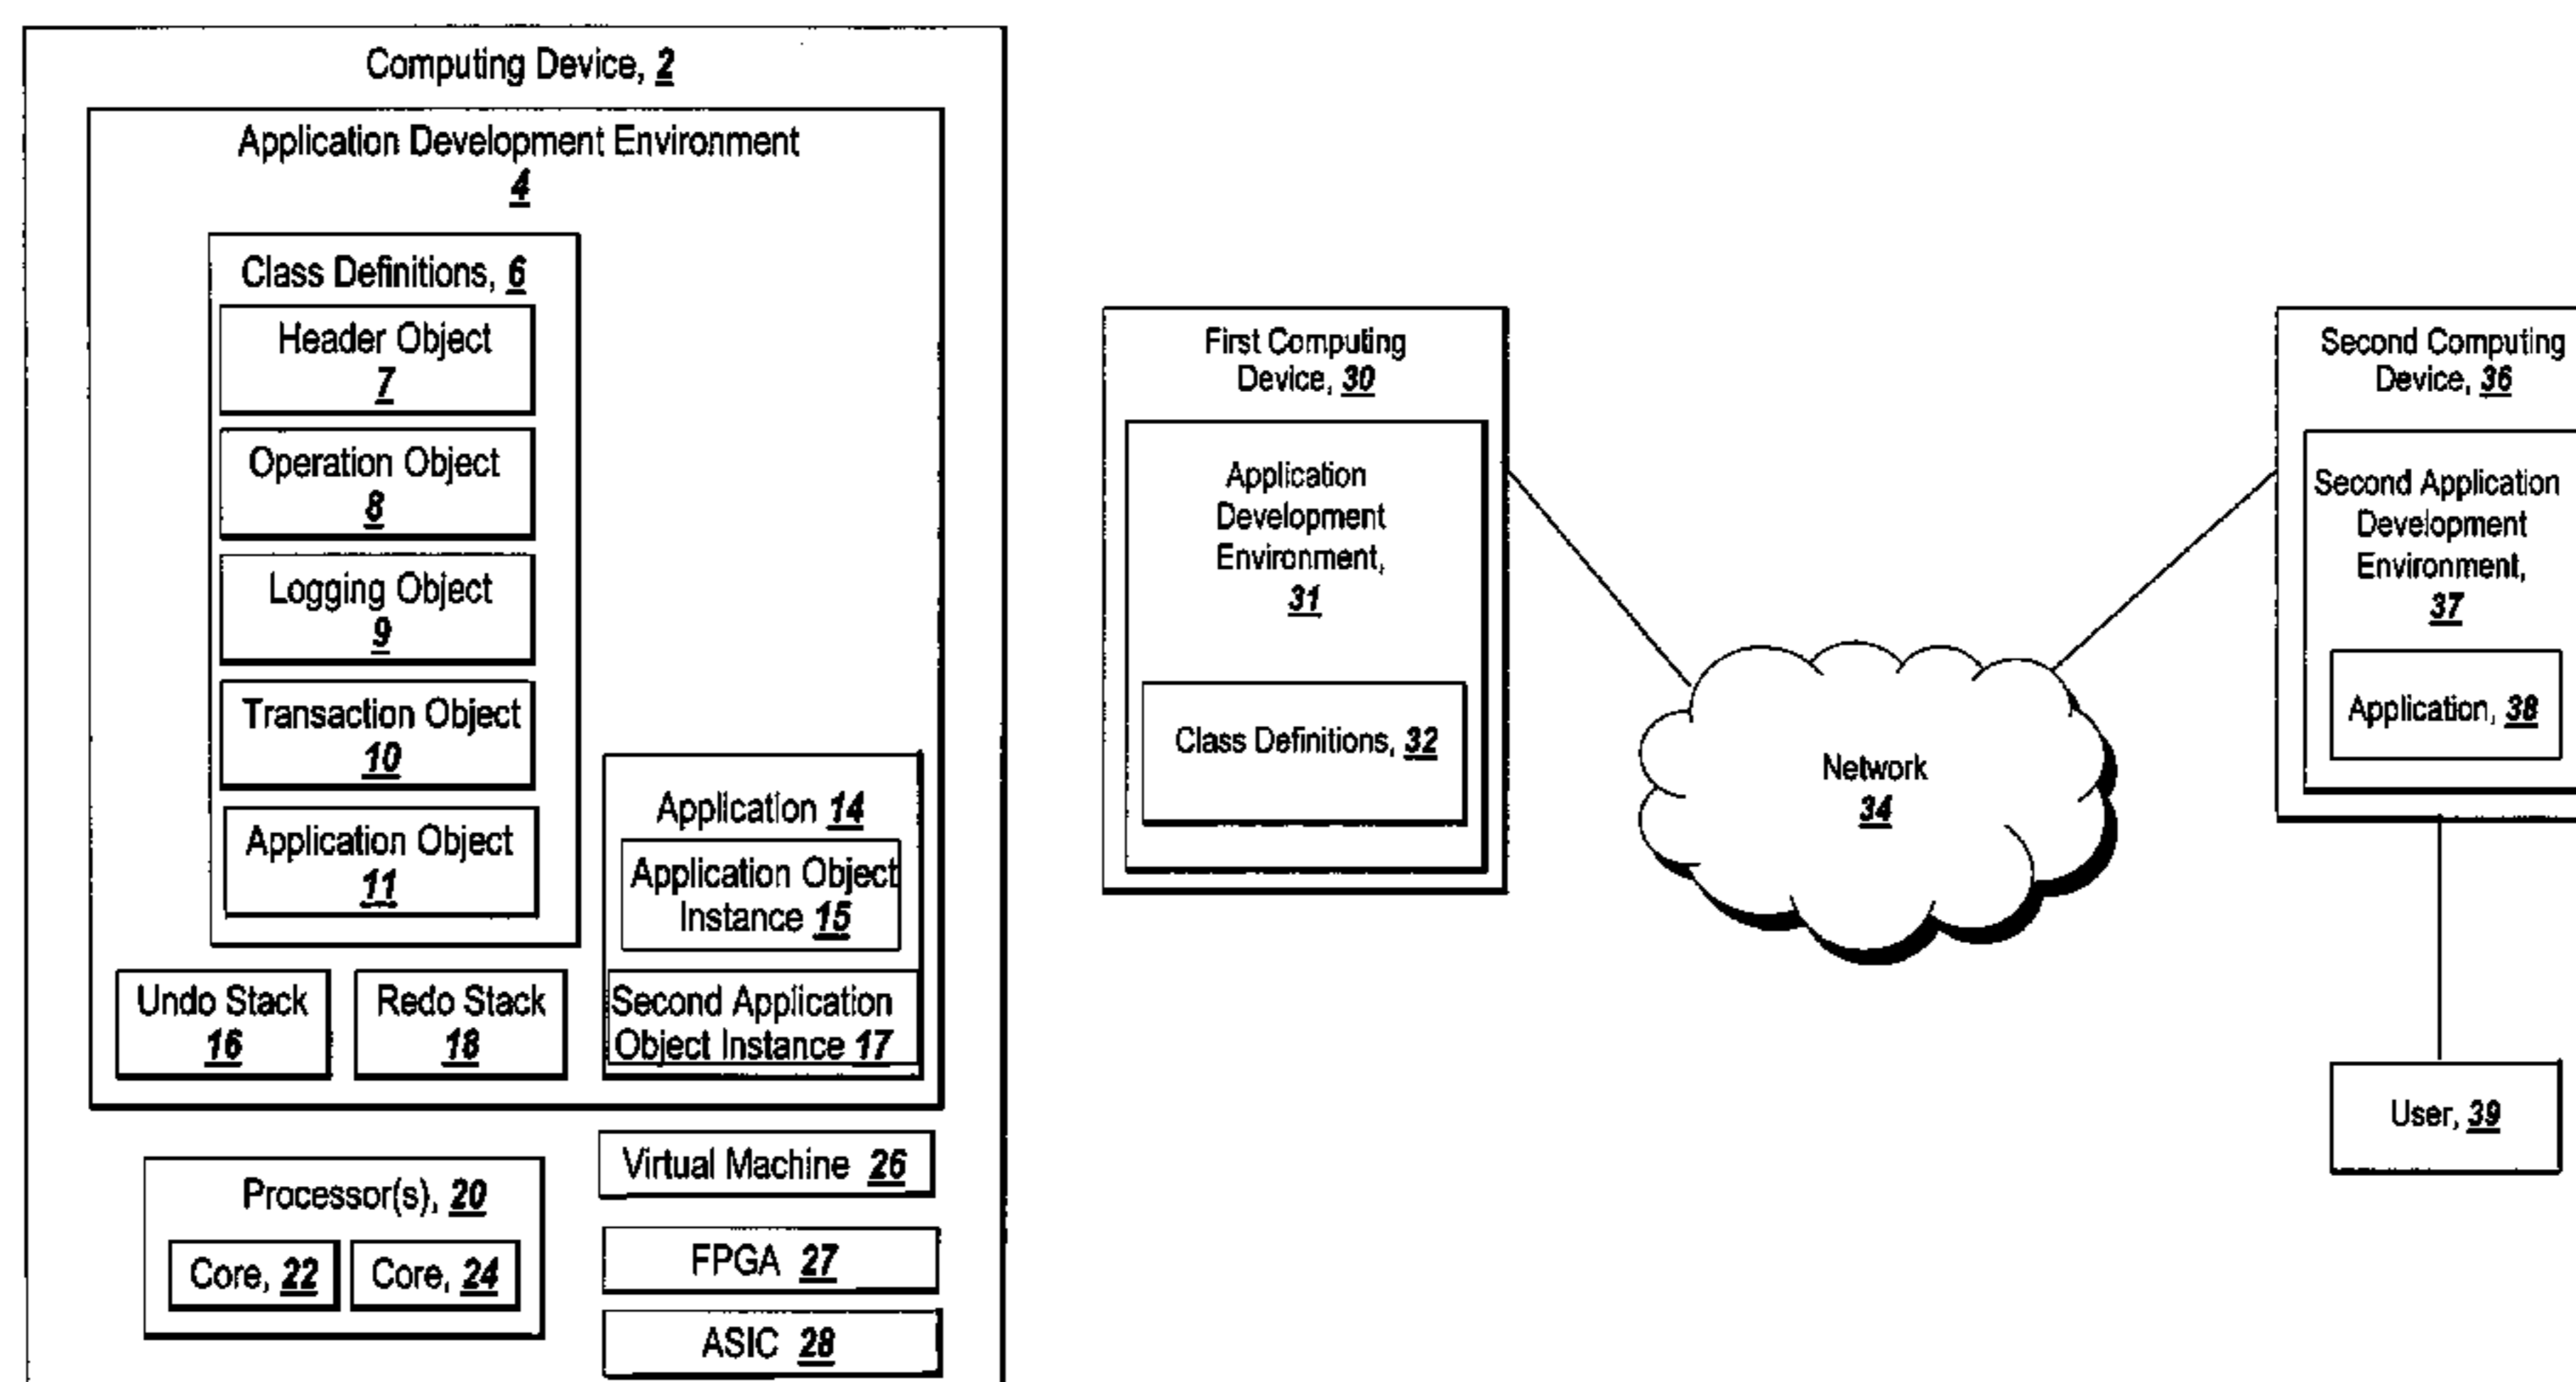 Computing Device, 2
Application Development Environment
4
Class Definitions, 6
Header Object
7
Operation Object
8
Logging Object
9
Transaction Object
10
Application Object
11
Application 14
Application Object
Instance 15
Second Application
Object Instance 17
Undo Stack
16
Redo Stack
18
Processor(s), 20
Core, 22
Core, 24
Virtual Machine 26
FPGA 27
ASIC 28
First Computing
Device, 30
Application
Development
Environment,
31
Class Definitions, 32
Network
34
Second Computing
Device, 36
Second Application
Development
Environment,
37
Application, 38
User, 39